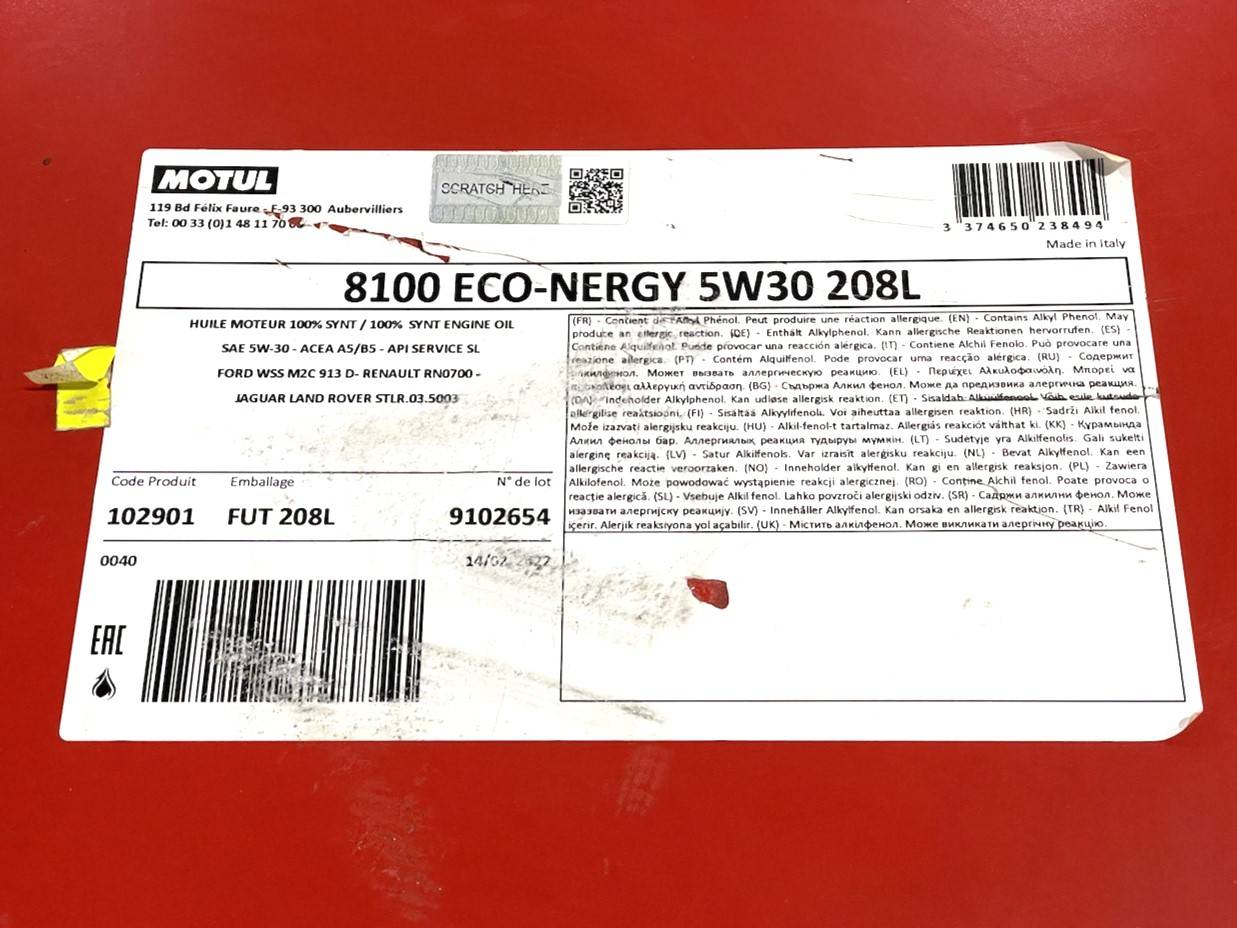 MOTUL
119 Bd Félix Faure - F-93 300 Aubervilliers
Tel: 00 33 (0)1 48 11 70
SCRATCH HERE
3 374650 238494
Made in Italy
8100 ECO-NERGY 5W30 208L
HUILE MOTEUR 100% SYNT / 100% SYNT ENGINE OIL
SAE 5W-30 - ACEA A5/B5 - API SERVICE SL
FORD WSS M2C 913 D- RENAULT RN0700 -
JAGUAR LAND ROVER STLR.03.5003
(FR) - Contient de l'Alkyl Phénol. Peut produire une réaction allergique. (EN) - Contains Alkyl Phenol. May
produce an allergic reaction. (DE) - Enthält Alkylphenol. Kann allergische Reaktionen hervorrufen. (ES) -
Contiene Alquilfenol. Puede provocar una reacción alérgica. (IT) - Contiene Alchil Fenolo. Può provocare una
reazione allergica. (PT) - Contém Alquilfenol. Pode provocar uma reacção alérgica. (RU) - Содержит
алкилфенол. Может вызвать аллергическую реакцию. (EL) - Περιέχει Αλκυλοφαινόλη. Μπορεί να
προκαλέσει αλλεργική αντίδραση. (BG) - Съдържа Алкил фенол. Може да предизвика алергична реакция.
(DA) - Indeholder Alkylphenol. Kan udløse allergisk reaktion. (ET) - Sisaldab Alküülfenool. Võib esile kutsuda
allergilise reaktsiooni. (FI) - Sisältää Alkyylifenoli. Voi aiheuttaa allergisen reaktion. (HR) - Sadrži Alkil fenol.
Može izazvati alergijsku reakciju. (HU) - Alkil-fenol-t tartalmaz. Allergiás reakciót válthat ki. (KK) - Құрамында
Алкил фенолы бар. Аллергиялық реакция тудыруы мүмкін. (LT) - Sudėtyje yra Alkilfenolis. Gali sukelti
alerginę reakciją. (LV) - Satur Alkilfenols. Var izraisīt alerģisku reakciju. (NL) - Bevat Alkylfenol. Kan een
allergische reactie veroorzaken. (NO) - Inneholder alkylfenol. Kan gi en allergisk reaksjon. (PL) - Zawiera
Alkilofenol. Może powodować wystąpienie reakcji alergicznej. (RO) - Conţine Alchil fenol. Poate provoca o
reacţie alergică. (SL) - Vsebuje Alkil fenol. Lahko povzroči alergijski odziv. (SR) - Садржи алкилни фенол. Може
изазвати алергијску реакцију. (SV) - Innehåller Alkylfenol. Kan orsaka en allergisk reaktion. (TR) - Alkil Fenol
içerir. Alerjik reaksiyona yol açabilir. (UK) - Містить алкілфенол. Може викликати алергічну реакцію.
Code Produit Emballage N° de lot
102901 FUT 208L 9102654
0040
EAC